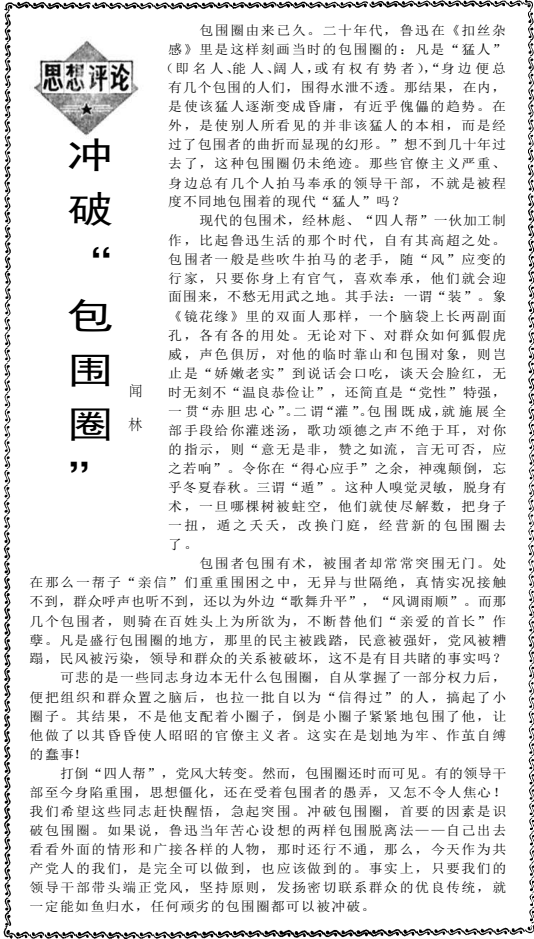 思想评论
冲破“包围圈”
闻林
包围圈由来已久。二十年代，鲁迅在《扣丝杂
感》里是这样刻画当时的包围圈的：凡是“猛人”
（即名人、能人、阔人，或有权有势者），“身边便总
有几个包围的人们，围得水泄不透。那结果，在内，
是使该猛人逐渐变成昏庸，有近乎傀儡的趋势。在
外，是使别人所看见的并非该猛人的本相，而是经
过了包围者的曲折而显现的幻形。”想不到几十年过
去了，这种包围圈仍未绝迹。那些官僚主义严重、
身边总有几个人拍马奉承的领导干部，不就是被程
度不同地包围着的现代“猛人”吗？
现代的包围术，经林彪、“四人帮”一伙加工制
作，比起鲁迅生活的那个时代，自有其高超之处。
包围者一般是些吹牛拍马的老手，随“风”应变的
行家，只要你身上有官气，喜欢奉承，他们就会迎
面围来，不愁无用武之地。其手法：一谓“装”。象
《镜花缘》里的双面人那样，一个脑袋上长两副面
孔，各有各的用处。无论对下、对群众如何狐假虎
威，声色俱厉，对他的临时靠山和包围对象，则岂
止是“娇嫩老实”到说话会口吃，谈天会脸红，无
时无刻不“温良恭俭让”，还简直是“党性”特强，
一贯“赤胆忠心”。二谓“灌”。包围既成，就施展全
部手段给你灌迷汤，歌功颂德之声不绝于耳，对你
的指示，则“意无是非，赞之如流，言无可否，应
之若响”。令你在“得心应手”之余，神魂颠倒，忘
乎冬夏春秋。三谓“遁”。这种人嗅觉灵敏，脱身有
术，一旦哪棵树被蛀空，他们就使尽解数，把身子
一扭，遁之夭夭，改换门庭，经营新的包围圈去
了。
包围者包围有术，被围者却常常突围无门。处
在那么一帮子“亲信”们重重围困之中，无异与世隔绝，真情实况接触
不到，群众呼声也听不到，还以为外边“歌舞升平”，“风调雨顺”。而那
几个包围者，则骑在百姓头上为所欲为，不断替他们“亲爱的首长”作
孽。凡是盛行包围圈的地方，那里的民主被践踏，民意被强奸，党风被糟
蹋，民风被污染，领导和群众的关系被破坏，这不是有目共睹的事实吗？
可悲的是一些同志身边本无什么包围圈，自从掌握了一部分权力后，
便把组织和群众置之脑后，也拉一批自以为“信得过”的人，搞起了小
圈子。其结果，不是他支配着小圈子，倒是小圈子紧紧地包围了他，让
他做了以其昏昏使人昭昭的官僚主义者。这实在是划地为牢、作茧自缚
的蠢事！
打倒“四人帮”，党风大转变。然而，包围圈还时而可见。有的领导干
部至今身陷重围，思想僵化，还在受着包围者的愚弄，又怎不令人焦心！
我们希望这些同志赶快醒悟，急起突围。冲破包围圈，首要的因素是识
破包围圈。如果说，鲁迅当年苦心设想的两样包围脱离法——自己出去
看看外面的情形和广接各样的人物，那时还行不通，那么，今天作为共
产党人的我们，是完全可以做到，也应该做到的。事实上，只要我们的
领导干部带头端正党风，坚持原则，发扬密切联系群众的优良传统，就
一定能如鱼归水，任何顽劣的包围圈都可以被冲破。